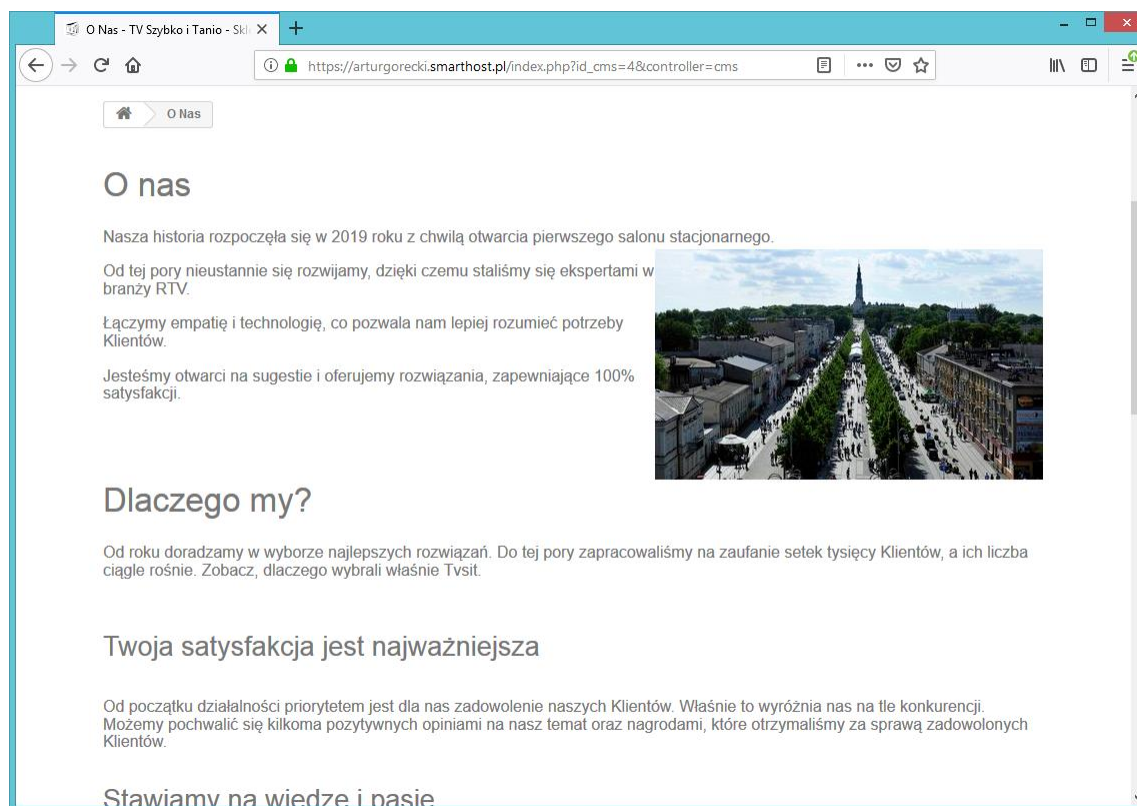 O Nas - TV Szybko i Tanio - Skle
https://arturgorecki.smarthost.pl/index.php?id_cms=4&controller=cms
O Nas
O nas
Nasza historia rozpoczęła się w 2019 roku z chwilą otwarcia pierwszego salonu stacjonarnego.
Od tej pory nieustannie się rozwijamy, dzięki czemu staliśmy się ekspertami w
branży RTV.
Łączymy empatię i technologię, co pozwala nam lepiej rozumieć potrzeby
Klientów.
Jesteśmy otwarci na sugestie i oferujemy rozwiązania, zapewniające 100%
satysfakcji.
Dlaczego my?
Od roku doradzamy w wyborze najlepszych rozwiązań. Do tej pory zapracowaliśmy na zaufanie setek tysięcy Klientów, a ich liczba
ciągle rośnie. Zobacz, dlaczego wybrali właśnie Tvsit.
Twoja satysfakcja jest najważniejsza
Od początku działalności priorytetem jest dla nas zadowolenie naszych Klientów. Właśnie to wyróżnia nas na tle konkurencji.
Możemy pochwalić się kilkoma pozytywnych opiniami na nasz temat oraz nagrodami, które otrzymaliśmy za sprawą zadowolonych
Klientów.
Stawiamy na wiedzę i pasję